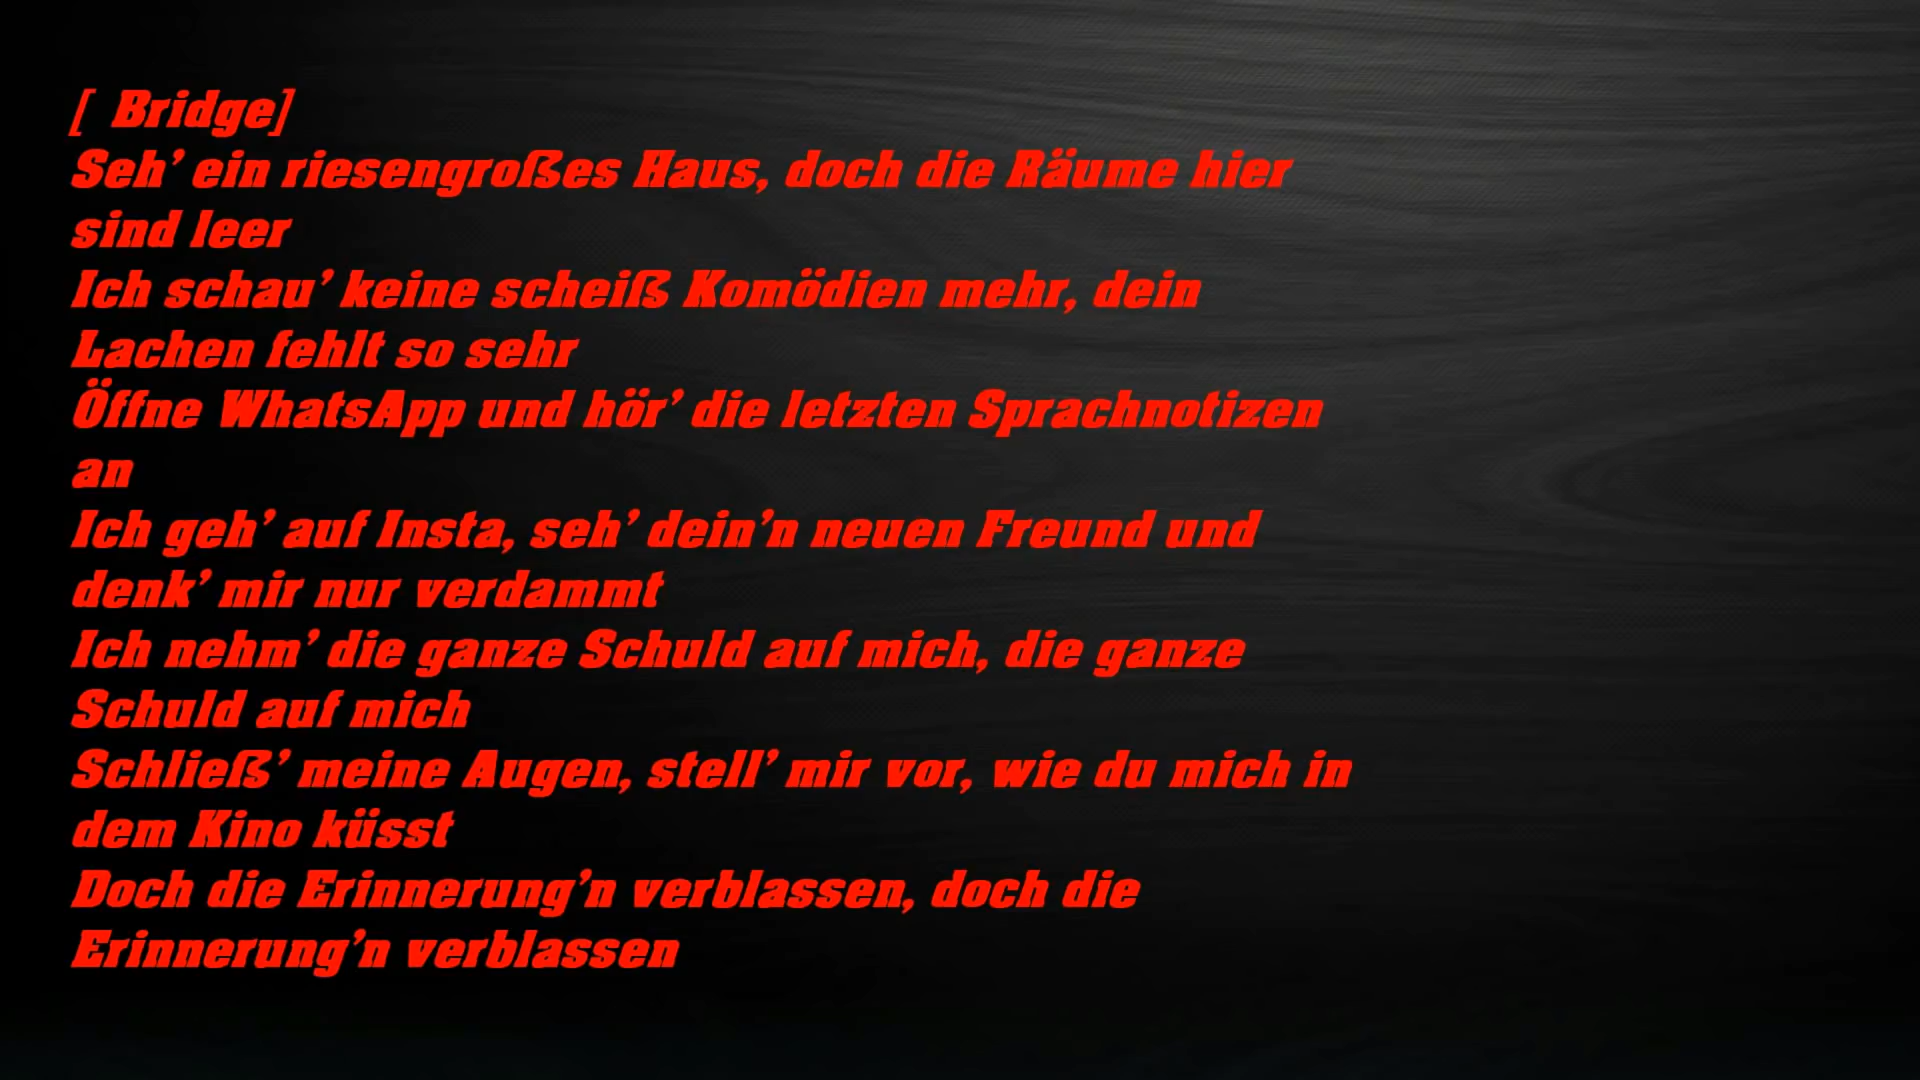 [ Bridge]
Seh' ein riesengroßes Haus, doch die Räume hier
sind leer
Ich schau' keine scheiß Komödien mehr, dein
Lachen fehlt so sehr
Öffne WhatsApp und hör' die letzten Sprachnotizen
an
Ich geh' auf Insta, seh' dein'n neuen Freund und
denk' mir nur verdammt
Ich nehm' die ganze Schuld auf mich, die ganze
Schuld auf mich
Schließ' meine Augen, stell' mir vor, wie du mich in
dem Kino küsst
Doch die Erinnerung'n verblassen, doch die
Erinnerung'n verblassen